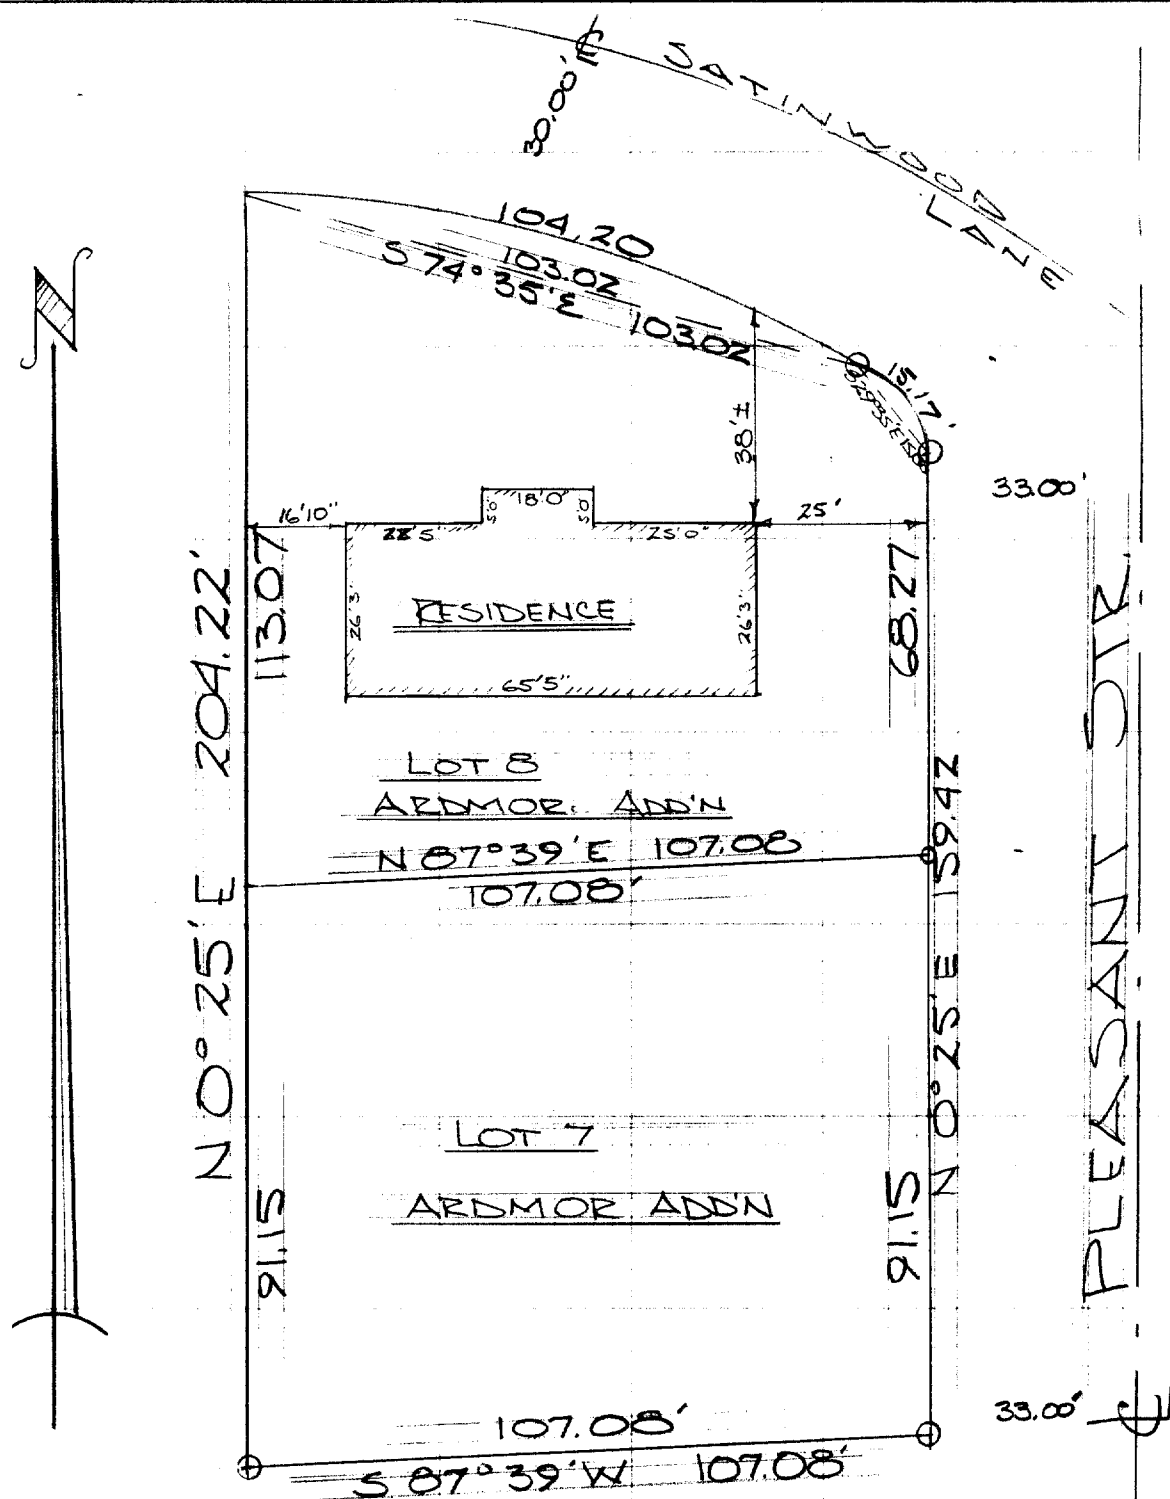 SATINWOOD
LANE
30.00'
N
104.20
103.02
S 74° 35' E 103.02
15.17'
38'±
33.00'
16'10"
18'0"
5'0"
5'0"
22'5"
25'0"
25'
26'3"
RESIDENCE
26'3"
65'5"
113.07
68.27
N 0° 25' E 204.22'
LOT 8
ARDMOR. ADD'N
N 87° 39' E 107.08
107.08'
N 0° 25' E 159.42
PLEASANT STR.
LOT 7
ARDMOR ADD'N
91.15
91.15
107.08'
33.00'
S 87° 39' W. 107.08'